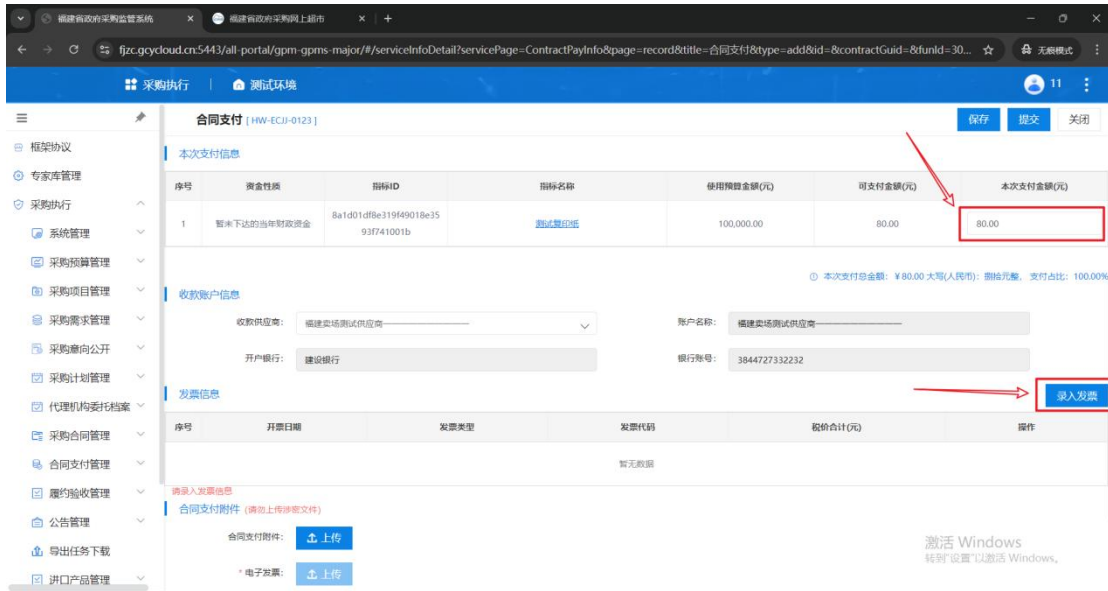 福建省政府采购监管系统
福建省政府采购网上超市
fjzc.gcycloud.cn:5443/all-portal/gpm-gpms-major/#/serviceInfoDetail?servicePage=ContractPayInfo&page=record&title=合同支付&type=add&id=&contractGuid=&funId=30...
无痕模式
采购执行
测试环境
11
合同支付 [ HW-ECJI-0123 ]
保存 提交 关闭
框架协议
专家库管理
采购执行
系统管理
采购预算管理
采购项目管理
采购需求管理
采购意向公开
采购计划管理
代理机构委托档案
采购合同管理
合同支付管理
履约验收管理
公告管理
导出任务下载
进口产品管理
本次支付信息
序号 资金性质 指标ID 指标名称 使用预算金额(元) 可支付金额(元) 本次支付金额(元)
1 暂未下达的当年财政资金 8a1d01df8e319f49018e3593f741001b 测试复印纸 100,000.00 80.00 80.00
本次支付总金额: ¥80.00 大写(人民币): 捌拾元整, 支付占比: 100.00%
收款账户信息
收款供应商: 福建卖场测试供应商 账户名称: 福建卖场测试供应商
开户银行: 建设银行 银行账号: 3844727332232
发票信息
录入发票
序号 开票日期 发票类型 发票代码 税价合计(元) 操作
暂无数据
请录入发票信息
合同支付附件 (请勿上传涉密文件)
合同支付附件: 上传
* 电子发票: 上传
激活 Windows
转到"设置"以激活 Windows。